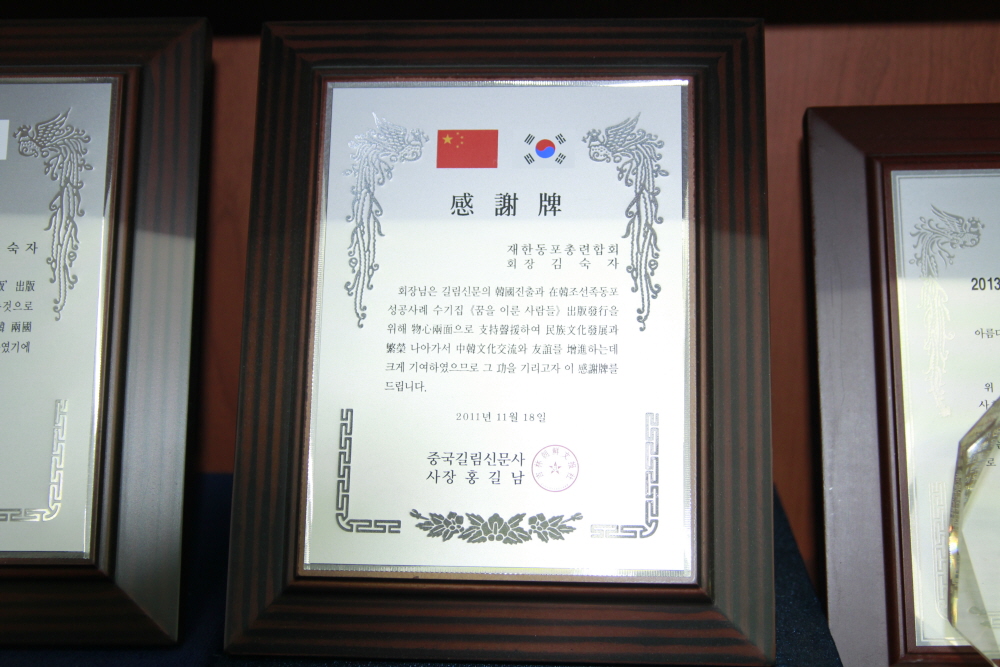 感謝牌
재한동포총련합회
회장 김숙자
회장님은 길림신문의 韓國진출과 在韓조선족동포
성공사례 수기집 《꿈을 이룬 사람들》 出版發行을
위해 物心兩面으로 支持聲援하여 民族文化發展과
繁榮 나아가서 中韓文化交流와 友誼를 增進하는데
크게 기여하였으므로 그 功을 기리고자 이 感謝牌를
드립니다.
2011년 11월 18일
중국길림신문사
사장 홍길남
숙자
出版
것으로
兩國
였기에
2013
아름다
위
로